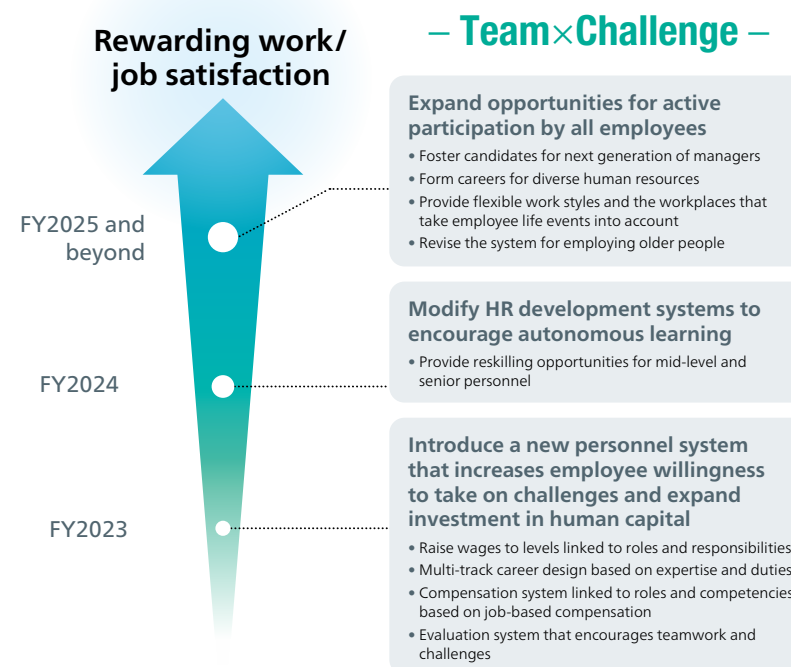 Rewarding work/
job satisfaction
– Team×Challenge –
FY2025 and
beyond
Expand opportunities for active
participation by all employees
• Foster candidates for next generation of managers
• Form careers for diverse human resources
• Provide flexible work styles and the workplaces that
take employee life events into account
• Revise the system for employing older people
FY2024
Modify HR development systems to
encourage autonomous learning
• Provide reskilling opportunities for mid-level and
senior personnel
FY2023
Introduce a new personnel system
that increases employee willingness
to take on challenges and expand
investment in human capital
• Raise wages to levels linked to roles and responsibilities
• Multi-track career design based on expertise and duties
• Compensation system linked to roles and competencies
based on job-based compensation
• Evaluation system that encourages teamwork and
challenges